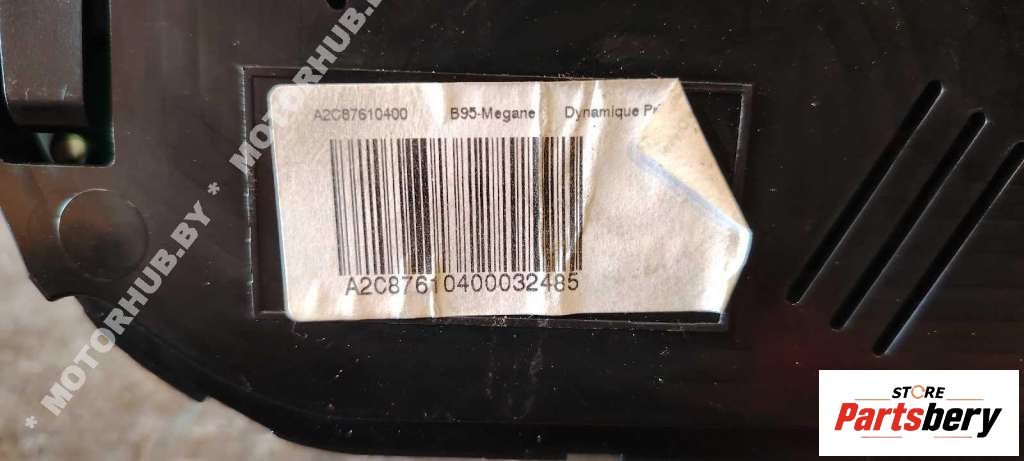 A2C87610400 B95-Megane Dynamique
A2C87610400032485
* MOTORHUB.BY * MOTORHUB.BY
STORE
Partsbery